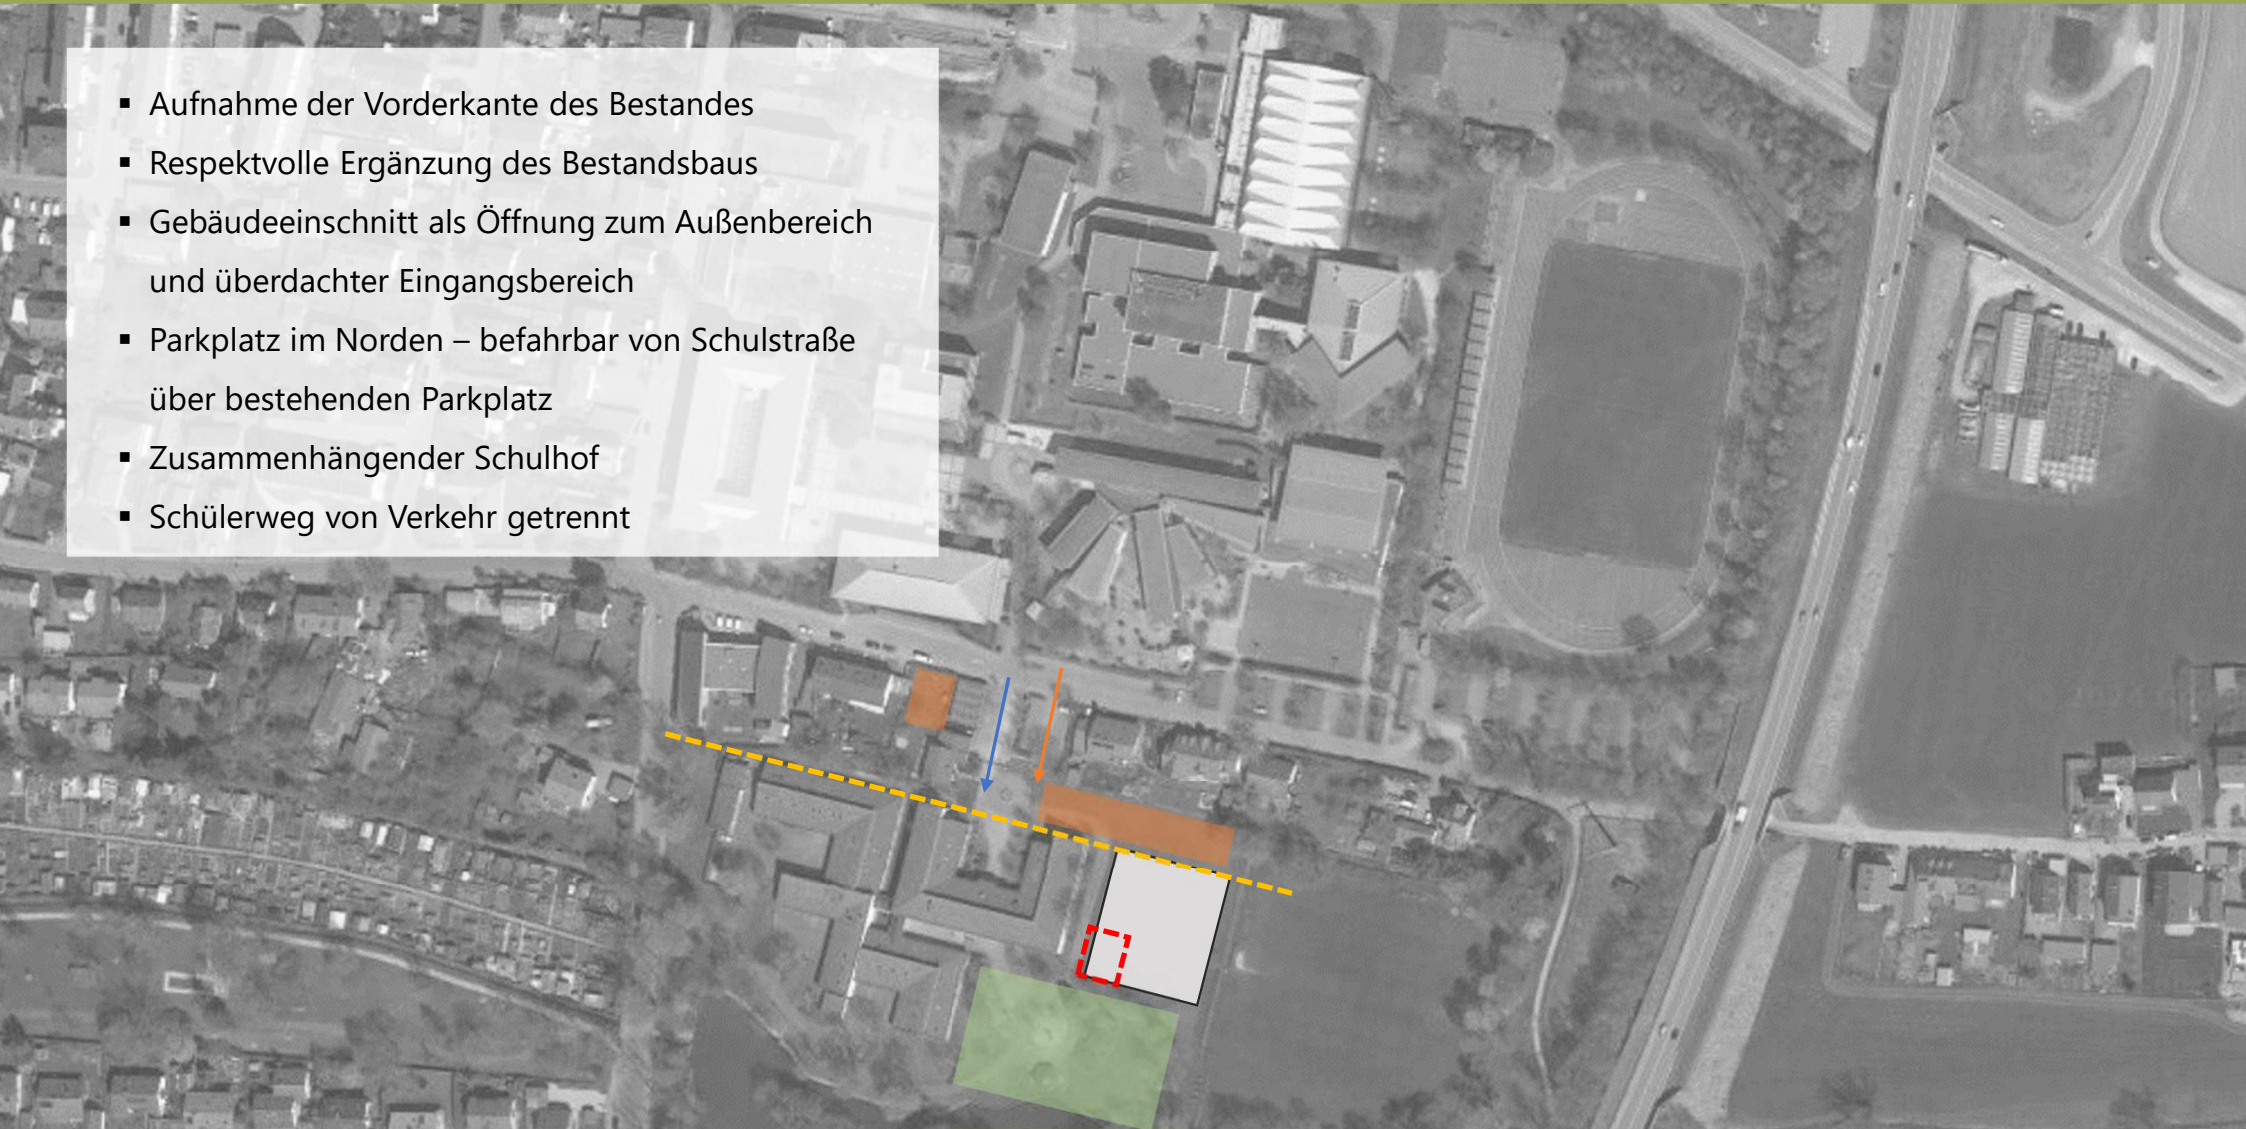 ▪ Aufnahme der Vorderkante des Bestandes
▪ Respektvolle Ergänzung des Bestandsbaus
▪ Gebäudeeinschnitt als Öffnung zum Außenbereich
und überdachter Eingangsbereich
▪ Parkplatz im Norden – befahrbar von Schulstraße
über bestehenden Parkplatz
▪ Zusammenhängender Schulhof
▪ Schülerweg von Verkehr getrennt